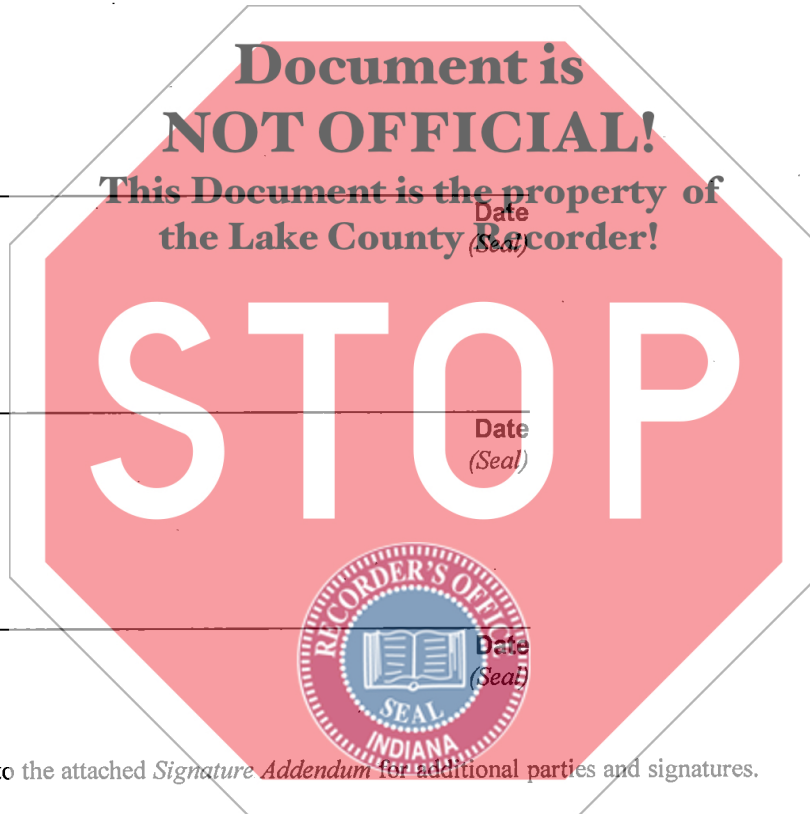 Document is
NOT OFFICIAL!
This Document is the property of
Date
the Lake County Recorder!
(Seal)
STOP
Date
(Seal)
RECORDER'S OFFICE
Date
(Seal)
SEAL
INDIANA
to the attached Signature Addendum for additional parties and signatures.